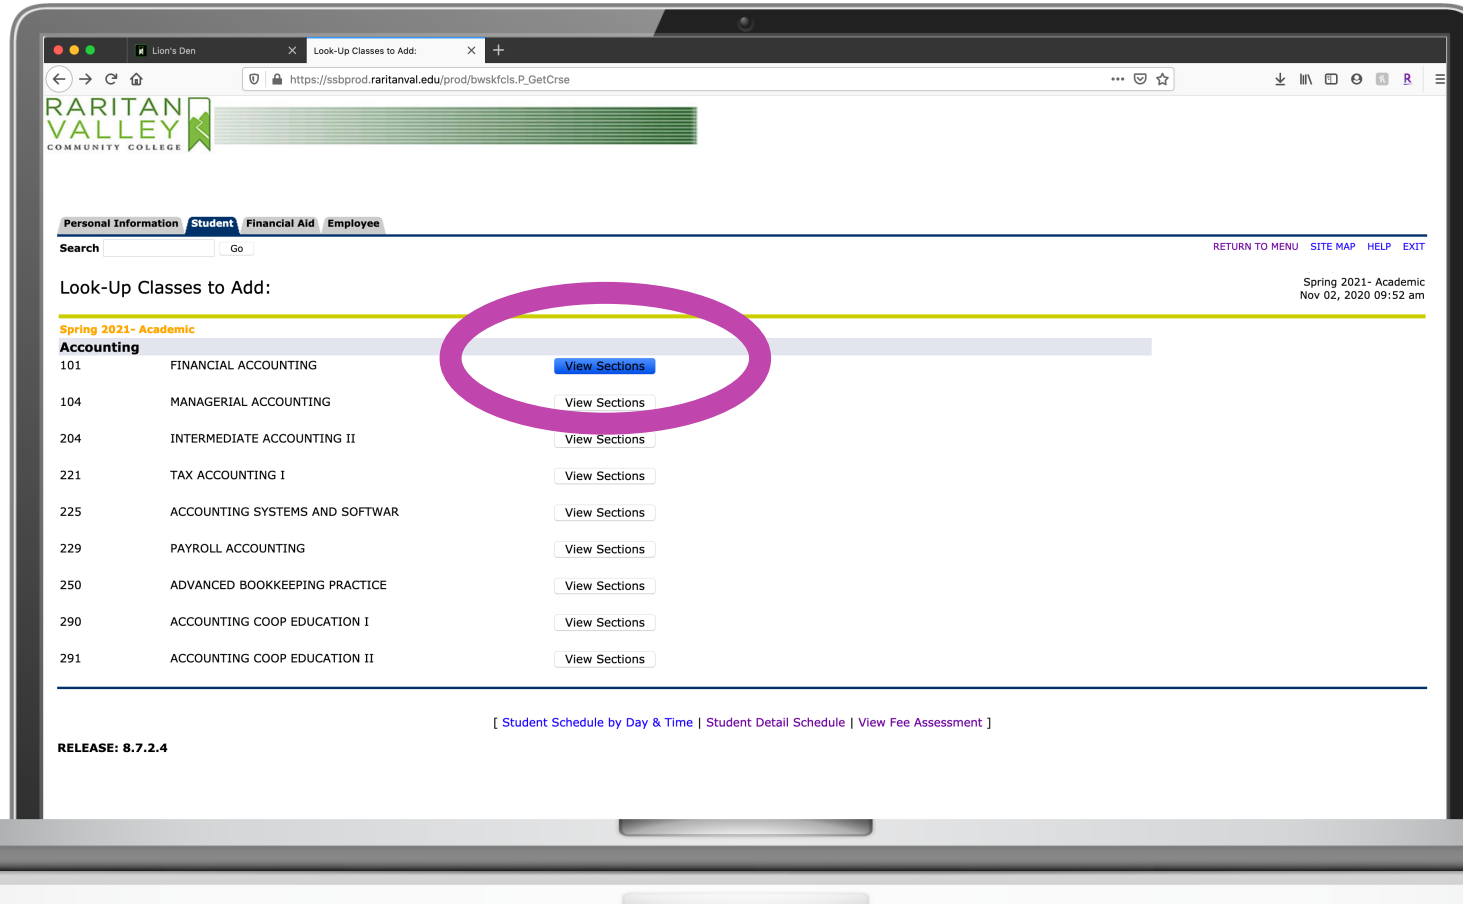 Lion's Den
Look-Up Classes to Add:
https://ssbprod.raritanval.edu/prod/bwskfcls.P_GetCrse
RARITAN
VALLEY
COMMUNITY COLLEGE
Personal Information Student Financial Aid Employee
Search Go
RETURN TO MENU SITE MAP HELP EXIT
Look-Up Classes to Add:
Spring 2021- Academic
Nov 02, 2020 09:52 am
Spring 2021- Academic
Accounting
101 FINANCIAL ACCOUNTING View Sections
104 MANAGERIAL ACCOUNTING View Sections
204 INTERMEDIATE ACCOUNTING II View Sections
221 TAX ACCOUNTING I View Sections
225 ACCOUNTING SYSTEMS AND SOFTWAR View Sections
229 PAYROLL ACCOUNTING View Sections
250 ADVANCED BOOKKEEPING PRACTICE View Sections
290 ACCOUNTING COOP EDUCATION I View Sections
291 ACCOUNTING COOP EDUCATION II View Sections
[ Student Schedule by Day & Time | Student Detail Schedule | View Fee Assessment ]
RELEASE: 8.7.2.4